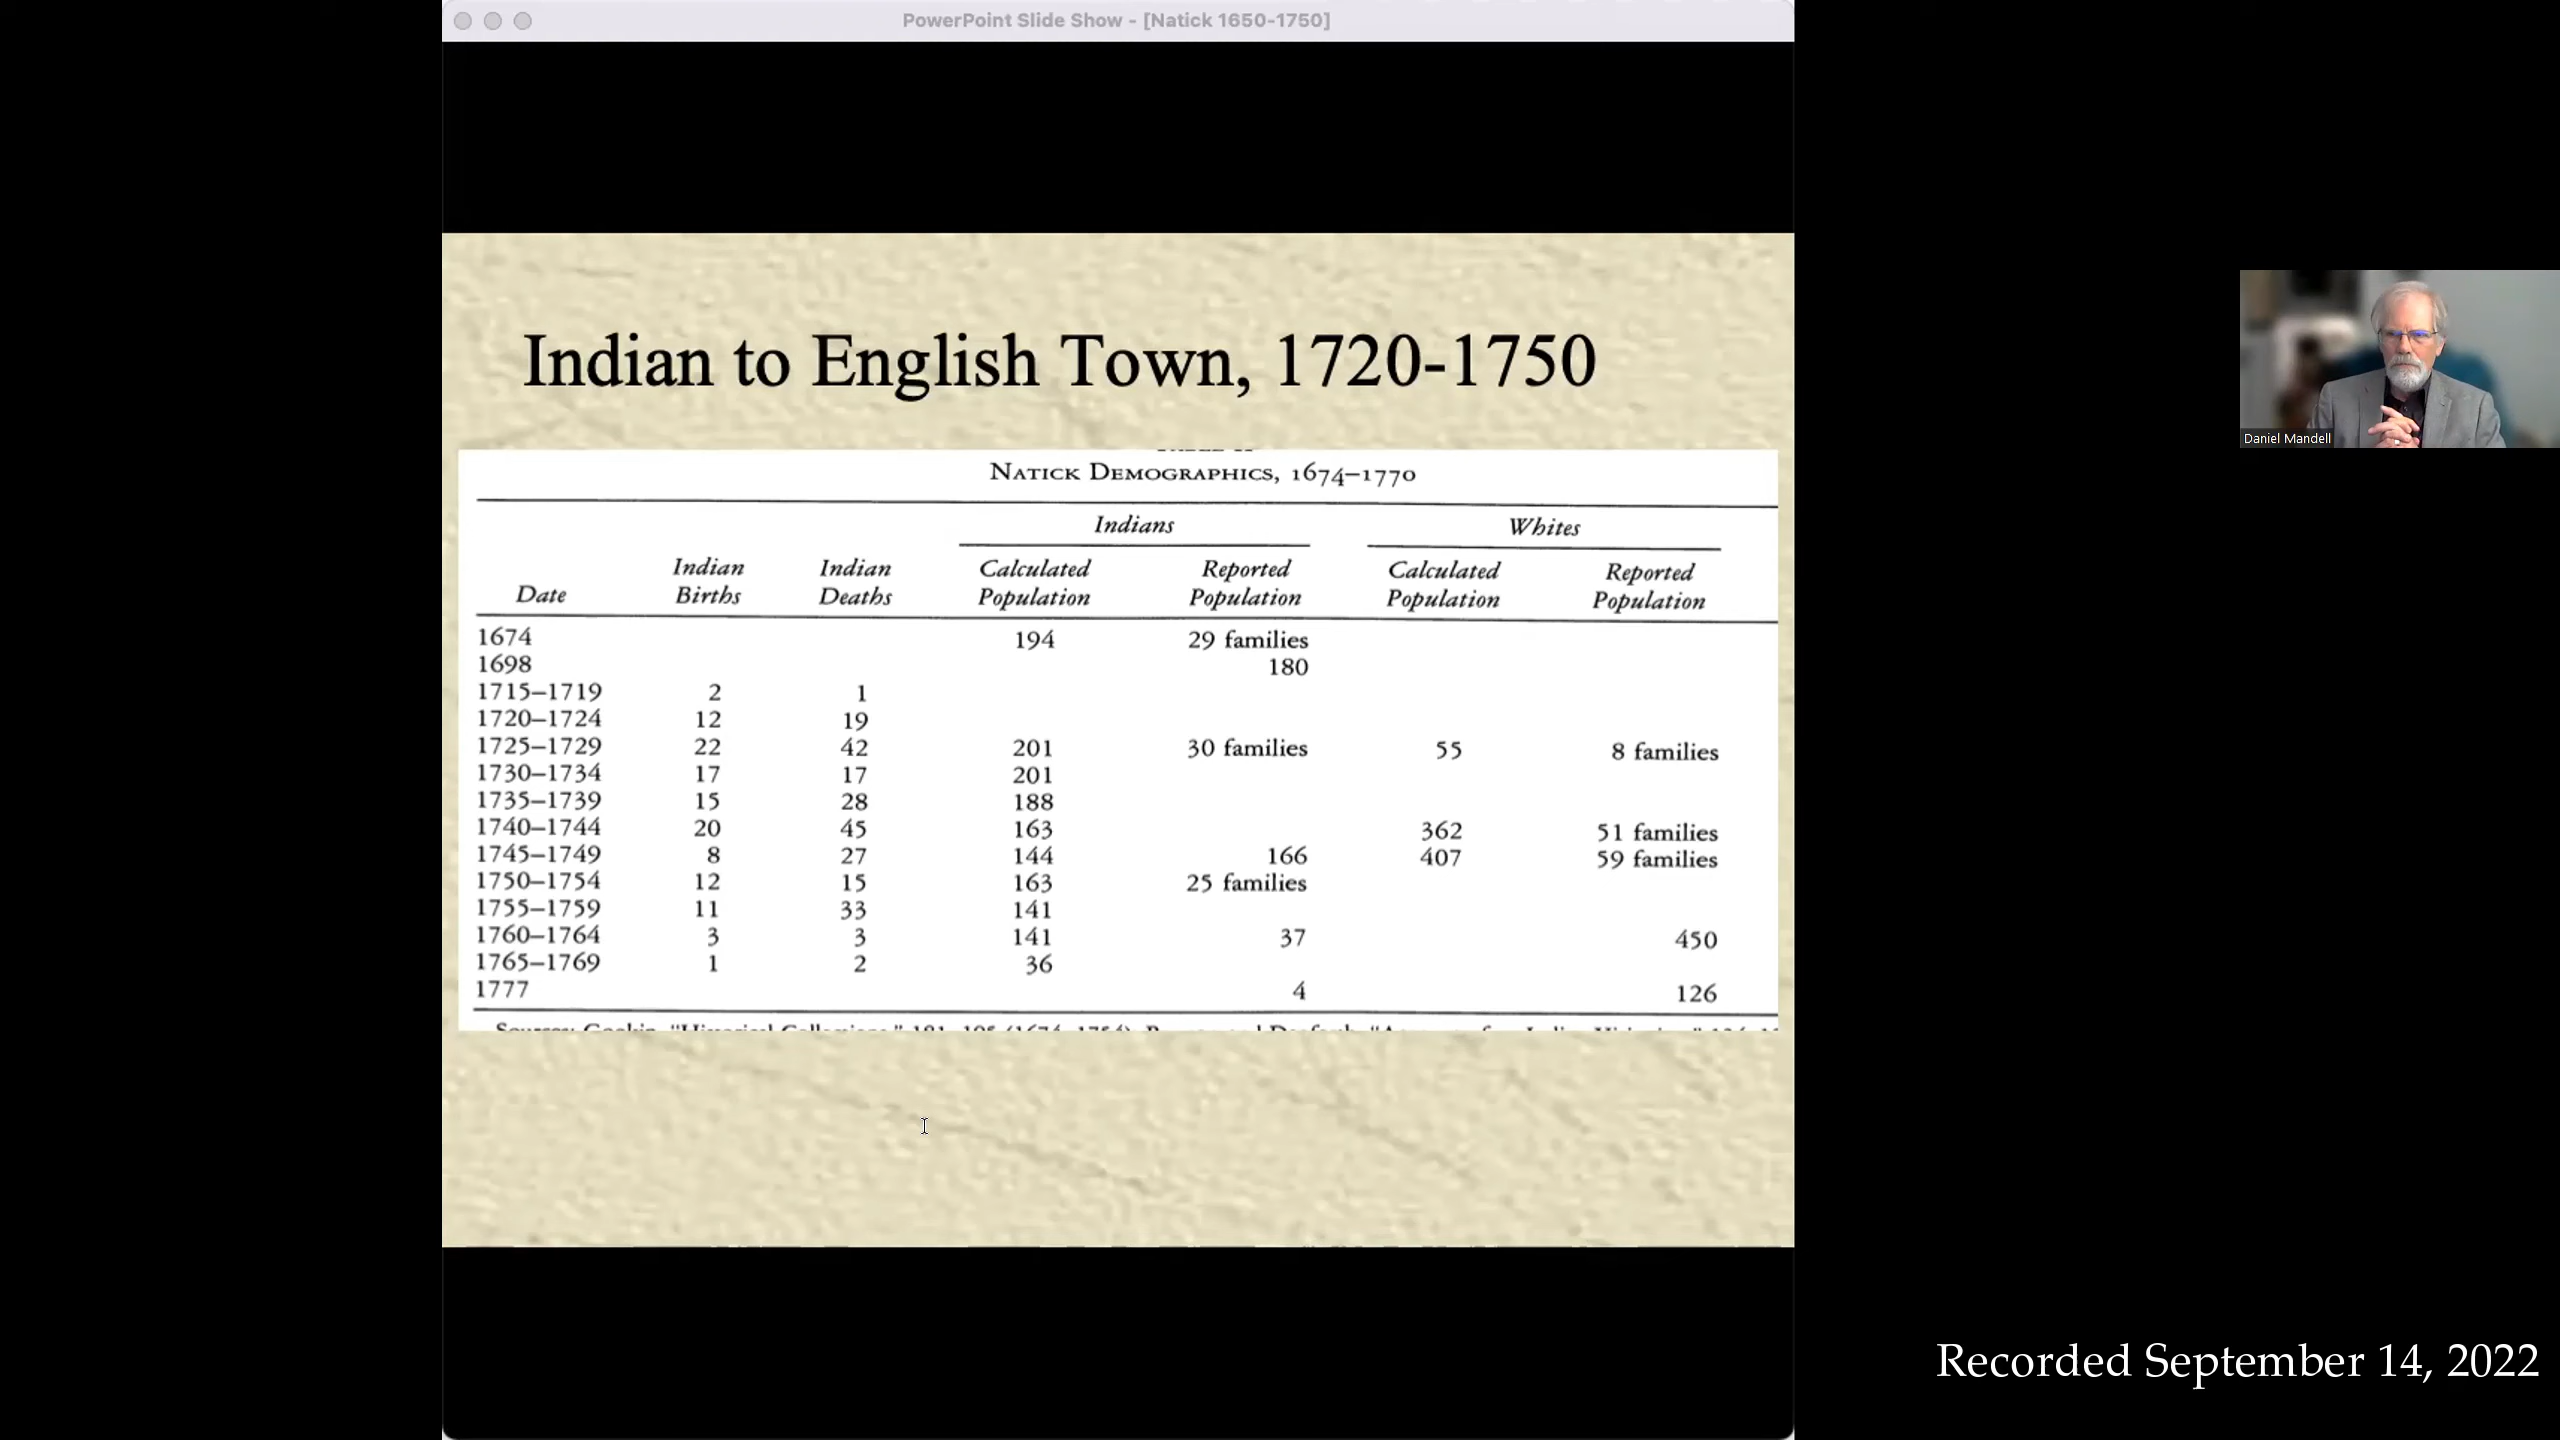 PowerPoint Slide Show - [Natick 1650-1750]
Indian to English Town, 1720-1750
NATICK DEMOGRAPHICS, 1674–1770
Indians Whites
Indian Indian Calculated Reported Calculated Reported
Date Births Deaths Population Population Population Population
1674 194 29 families
1698 180
1715–1719 2 1
1720–1724 12 19
1725–1729 22 42 201 30 families 55 8 families
1730–1734 17 17 201
1735–1739 15 28 188
1740–1744 20 45 163 362 51 families
1745–1749 8 27 144 166 407 59 families
1750–1754 12 15 163 25 families
1755–1759 11 33 141
1760–1764 3 3 141 37 450
1765–1769 1 2 36
1777 4 126
Daniel Mandell
Recorded September 14, 2022